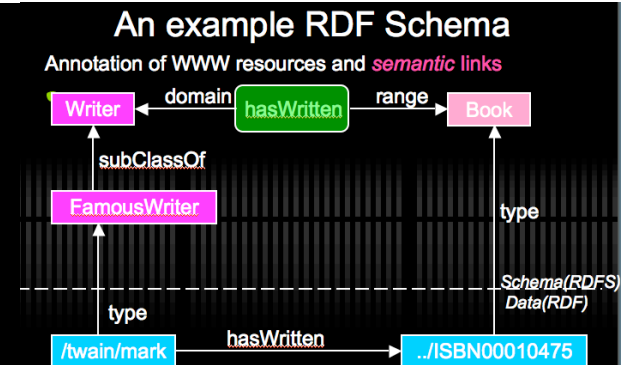 An example RDF Schema
Annotation of WWW resources and semantic links
Writer domain hasWritten range Book
subClassOf
FamousWriter
type
Schema(RDFS)
Data(RDF)
type
hasWritten
/twain/mark ../ISBN00010475